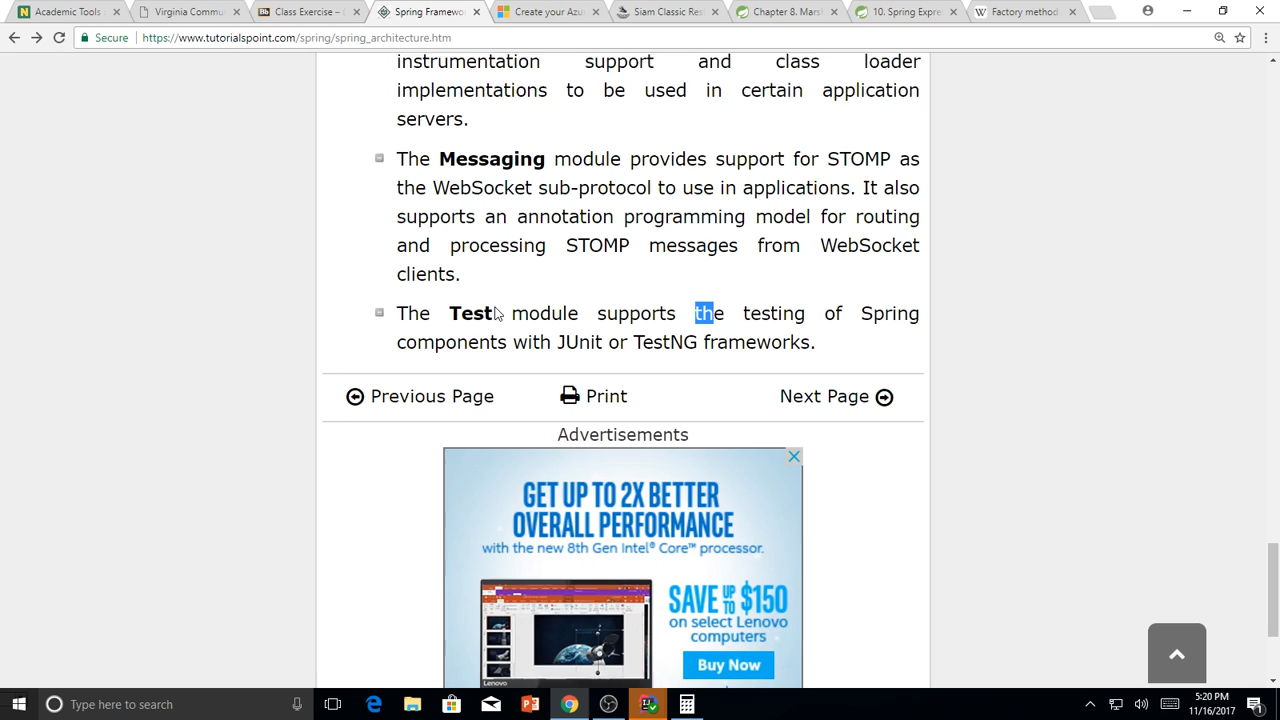 Academic Tools
Virginia Commu
Class Exercise –
Spring Framewo
Create your Azu
Siam Classic Res
Chapter 8. Mars
10. Spring Expre
Factory method
Secure
https://www.tutorialspoint.com/spring/spring_architecture.htm
instrumentation support and class loader
implementations to be used in certain application
servers.
The Messaging module provides support for STOMP as
the WebSocket sub-protocol to use in applications. It also
supports an annotation programming model for routing
and processing STOMP messages from WebSocket
clients.
The Test module supports the testing of Spring
components with JUnit or TestNG frameworks.
Previous Page
Print
Next Page
Advertisements
GET UP TO 2X BETTER
OVERALL PERFORMANCE
with the new 8th Gen Intel® Core™ processor.
SAVE UP TO $150
on select Lenovo
computers
Buy Now
Lenovo
Type here to search
5:20 PM
11/16/2017